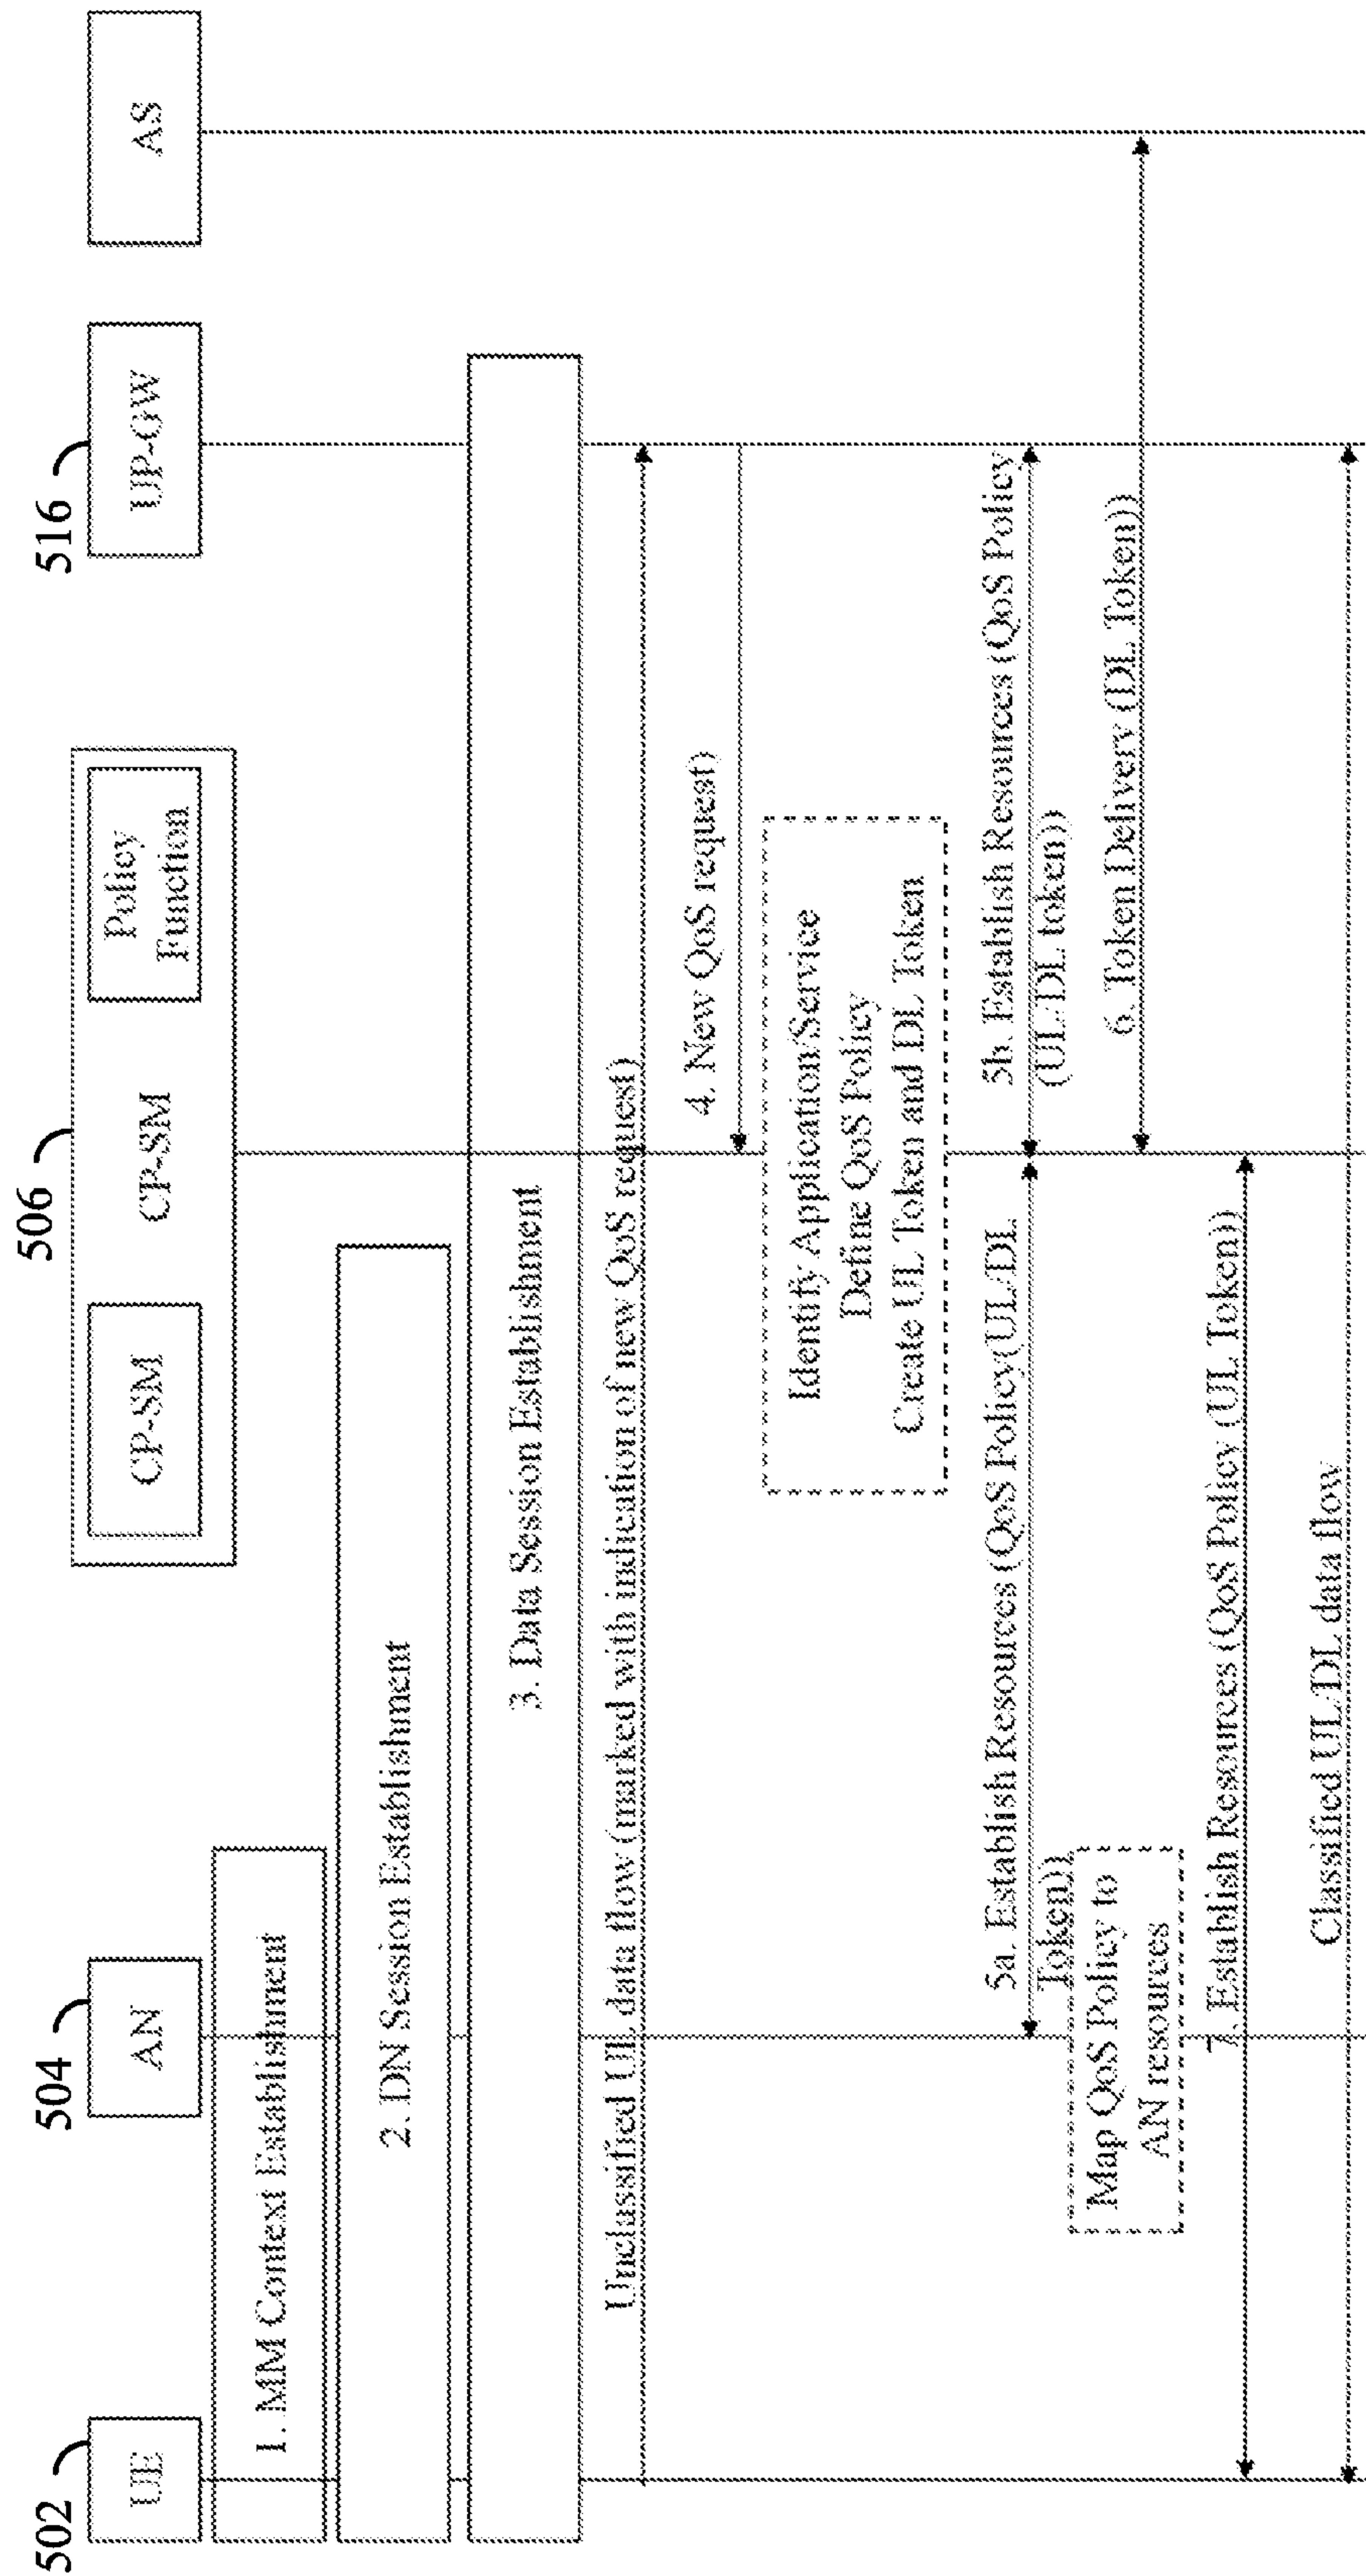 502
504
506
516
UE
AN
CP-SM
CP-SM
Policy
Function
UP-GW
AS
1. MM Context Establishment
2. DN Session Establishment
3. Data Session Establishment
Unclassified UL data flow (marked with indication of new QoS request)
4. New QoS request)
Identify Application/Service
Define QoS Policy
Create UL Token and DL Token
5a. Establish Resources (QoS Policy(UL/DL
Token))
5b. Establish Resources (QoS Policy
(UL/DL token))
Map QoS Policy to
AN resources
6. Token Delivery (DL Token))
7. Establish Resources (QoS Policy (UL Token))
Classified UL/DL data flow